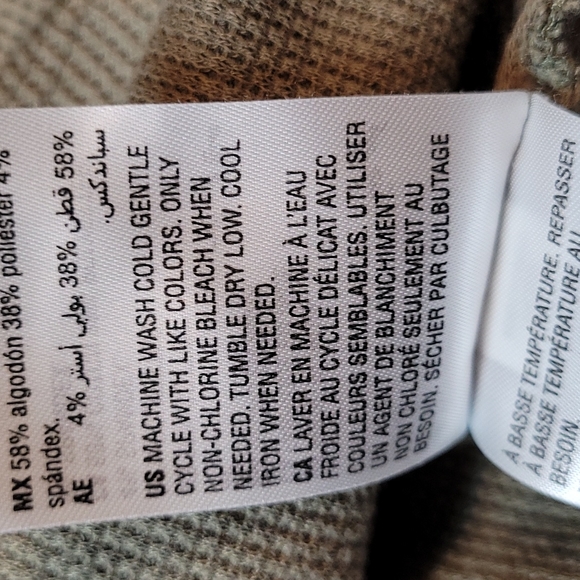 MX 58% algodón 38% poliéster 4%
spándex.
AE 58% قطن 38% بولي أستر 4%
سباندكس.
US MACHINE WASH COLD GENTLE
CYCLE WITH LIKE COLORS. ONLY
NON-CHLORINE BLEACH WHEN
NEEDED. TUMBLE DRY LOW. COOL
IRON WHEN NEEDED.
CA LAVER EN MACHINE À L'EAU
FROIDE AU CYCLE DÉLICAT AVEC
COULEURS SEMBLABLES. UTILISER
UN AGENT DE BLANCHIMENT
NON CHLORÉ SEULEMENT AU
BESOIN. SÉCHER PAR CULBUTAGE
À BASSE TEMPÉRATURE. REPASSER
À BASSE TEMPÉRATURE AU
BESOIN.